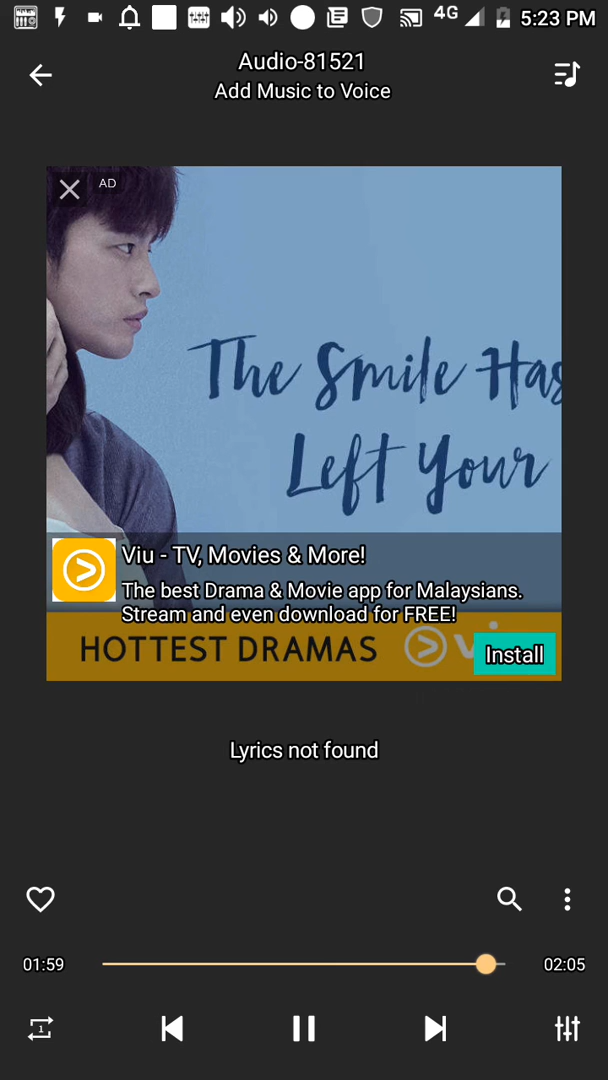 4G 5:23 PM
Audio-81521
Add Music to Voice
AD
The Smile Has
Left Your
Viu - TV, Movies & More!
The best Drama & Movie app for Malaysians.
Stream and even download for FREE!
HOTTEST DRAMAS
Install
Lyrics not found
01:59
02:05
1